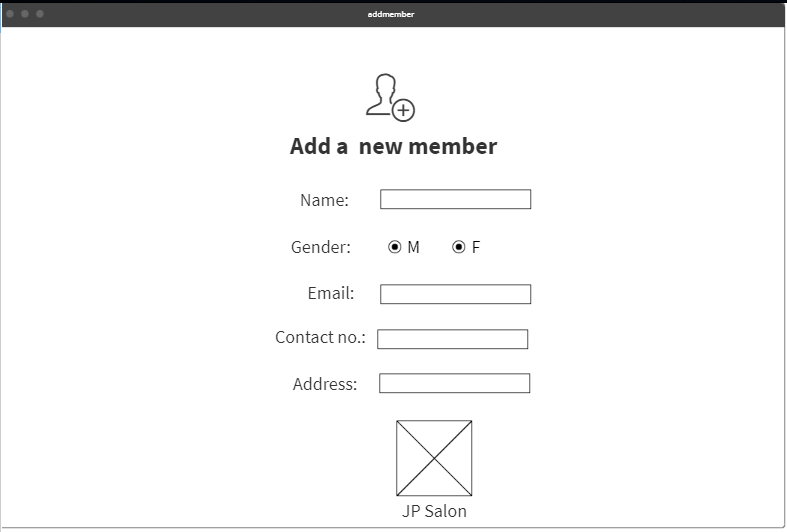 addmember
Add a  new member
Name:
Gender: M F
Email:
Contact no.:
Address:
JP Salon